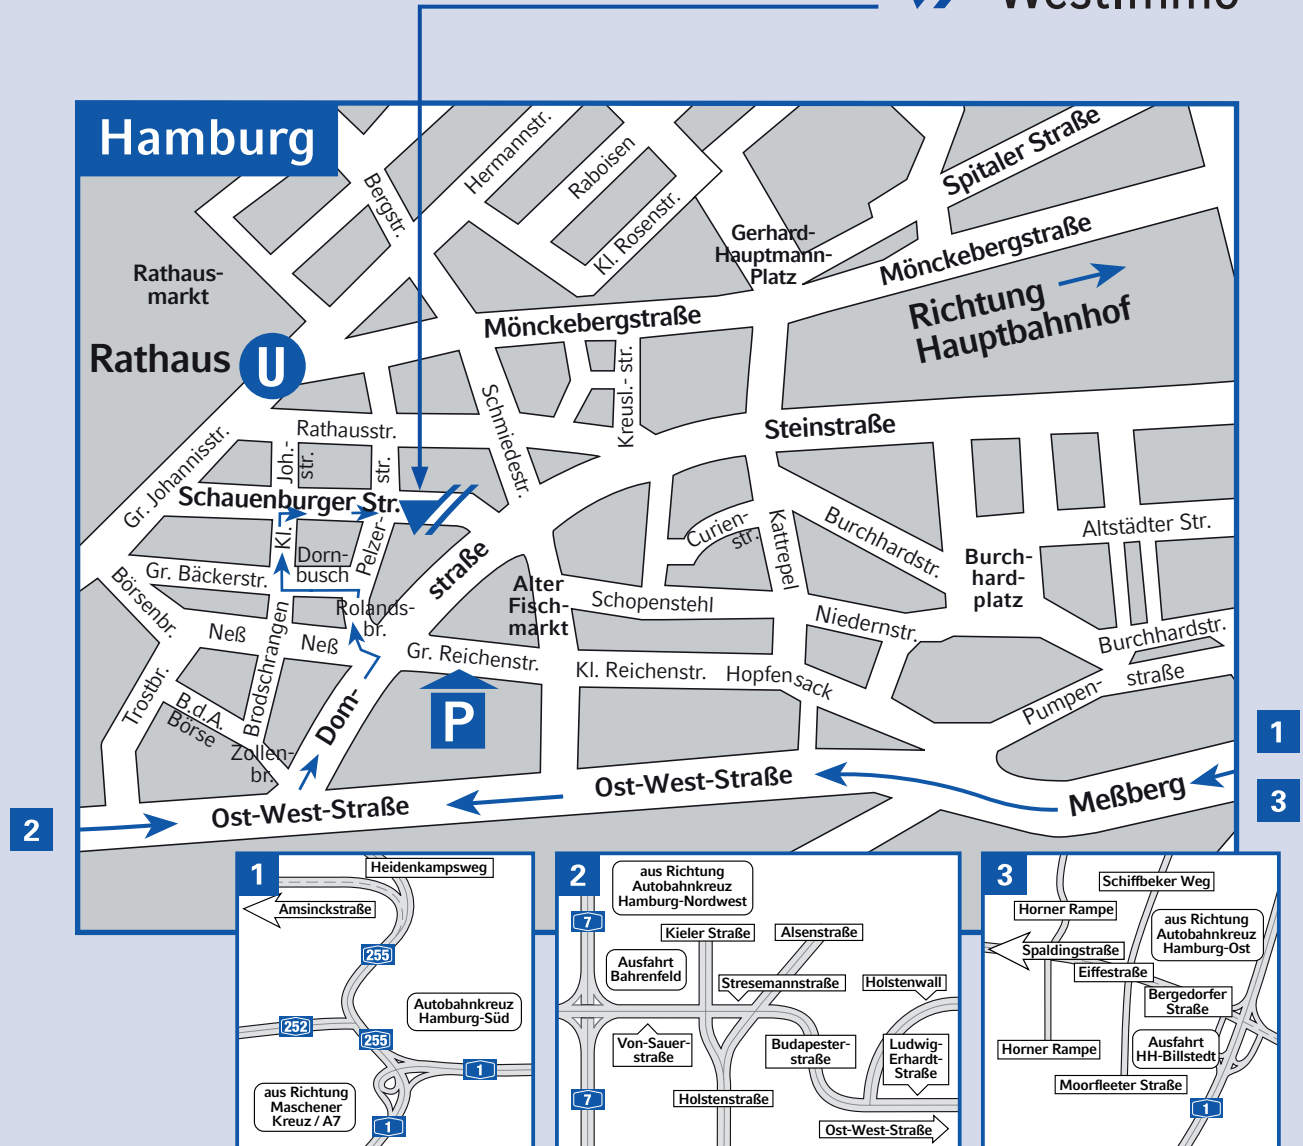 WestImmo
Hamburg
Hermannstr.
Raboisen
Bergstr.
Kl. Rosenstr.
Spitaler Straße
Gerhard-
Hauptmann-
Platz
Mönckebergstraße
Rathaus-
markt
Richtung
Hauptbahnhof
Mönckebergstraße
Rathaus
U
Kreusl.- str.
Schmiedestr.
Steinstraße
Rathausstr.
Gr. Johannisstr.
Kl. Joh.-
str.
Pelzer- str.
Schauenburger Str.
Curien-
str.
Kattrepel
Burchhardstr.
Altstädter Str.
Dorn-
busch
Gr. Bäckerstr.
Börsenbr.
straße
Alter
Fisch-
markt
Burch-
hard-
platz
Schopenstehl
Niedernstr.
Rolands-
br.
Neß
Neß
Brodschrangen
Gr. Reichenstr.
Kl. Reichenstr.
Hopfensack
Burchhardstr.
Pumpen-
straße
Trostbr.
B.d.A.
Börse
Zollen-
br.
Dom-
P
1
3
Ost-West-Straße
Ost-West-Straße
Meßberg
2
1
Heidenkampsweg
Amsinckstraße
255
Autobahnkreuz
Hamburg-Süd
252
255
1
aus Richtung
Maschener
Kreuz / A7
1
2
aus Richtung
Autobahnkreuz
Hamburg-Nordwest
7
Kieler Straße
Alsenstraße
Ausfahrt
Bahrenfeld
Stresemannstraße
Holstenwall
Von-Sauer-
straße
Budapester-
straße
Ludwig-
Erhardt-
Straße
7
Holstenstraße
Ost-West-Straße
3
Schiffbeker Weg
Horner Rampe
aus Richtung
Autobahnkreuz
Hamburg-Ost
Spaldingstraße
Eiffestraße
Bergedorfer
Straße
Horner Rampe
Ausfahrt
HH-Billstedt
Moorfleeter Straße
1